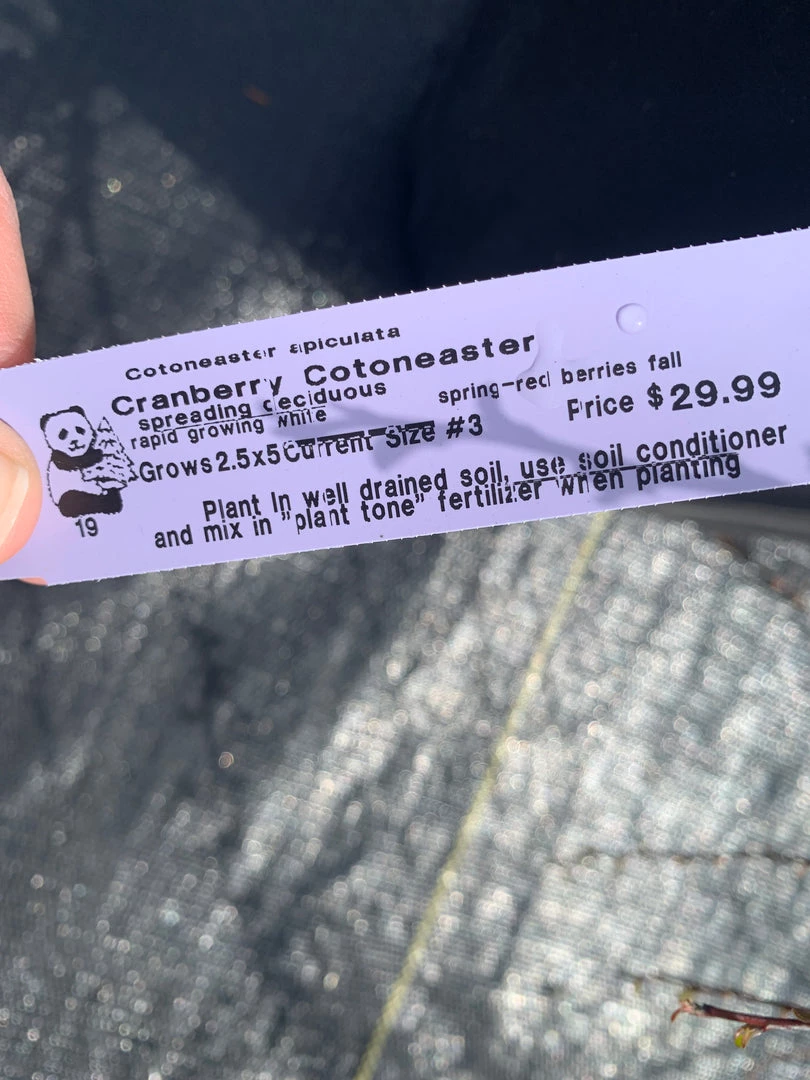 Cotoneaster apiculata
Cranberry Cotoneaster
spreading deciduous
rapid growing white spring-red berries fall
Grows 2.5x5 Current Size #3 Price $29.99
Plant In well drained soil, use soil conditioner
and mix in "plant tone" fertilizer when planting
19